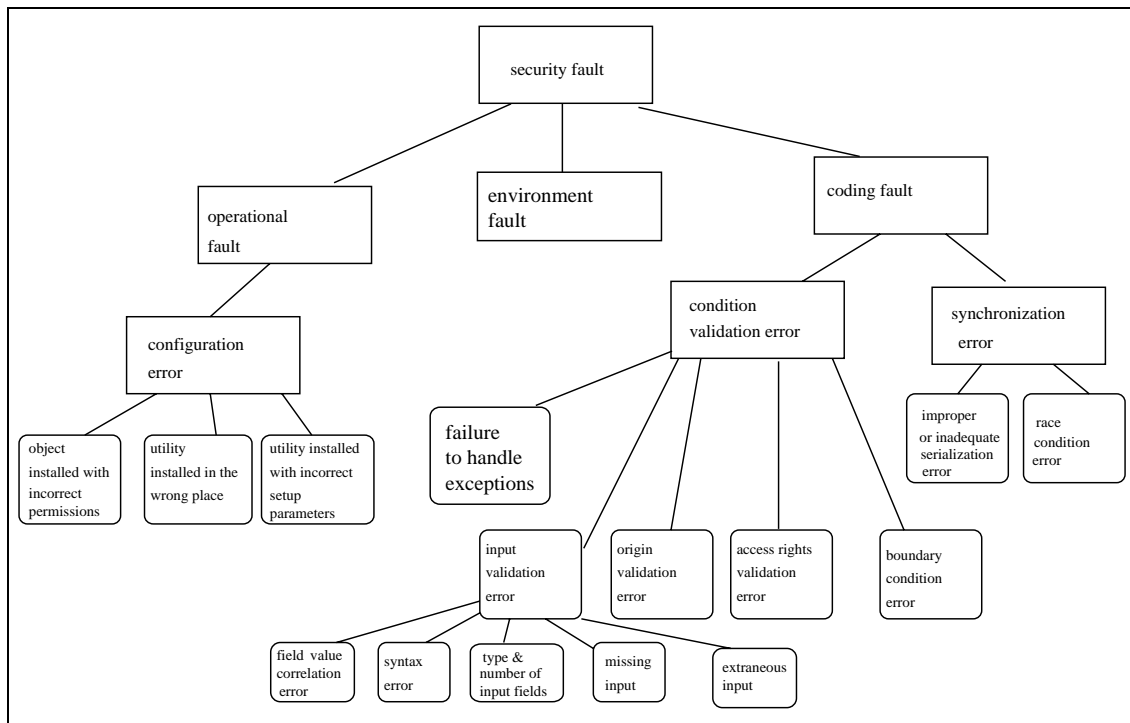 security fault
operational
fault
environment
fault
coding fault
configuration
error
condition
validation error
synchronization
error
object
installed with
incorrect
permissions
utility
installed in the
wrong place
utility installed
with incorrect
setup
parameters
failure
to handle
exceptions
improper
or inadequate
serialization
error
race
condition
error
input
validation
error
origin
validation
error
access rights
validation
error
boundary
condition
error
field value
correlation
error
syntax
error
type &
number of
input fields
missing
input
extraneous
input